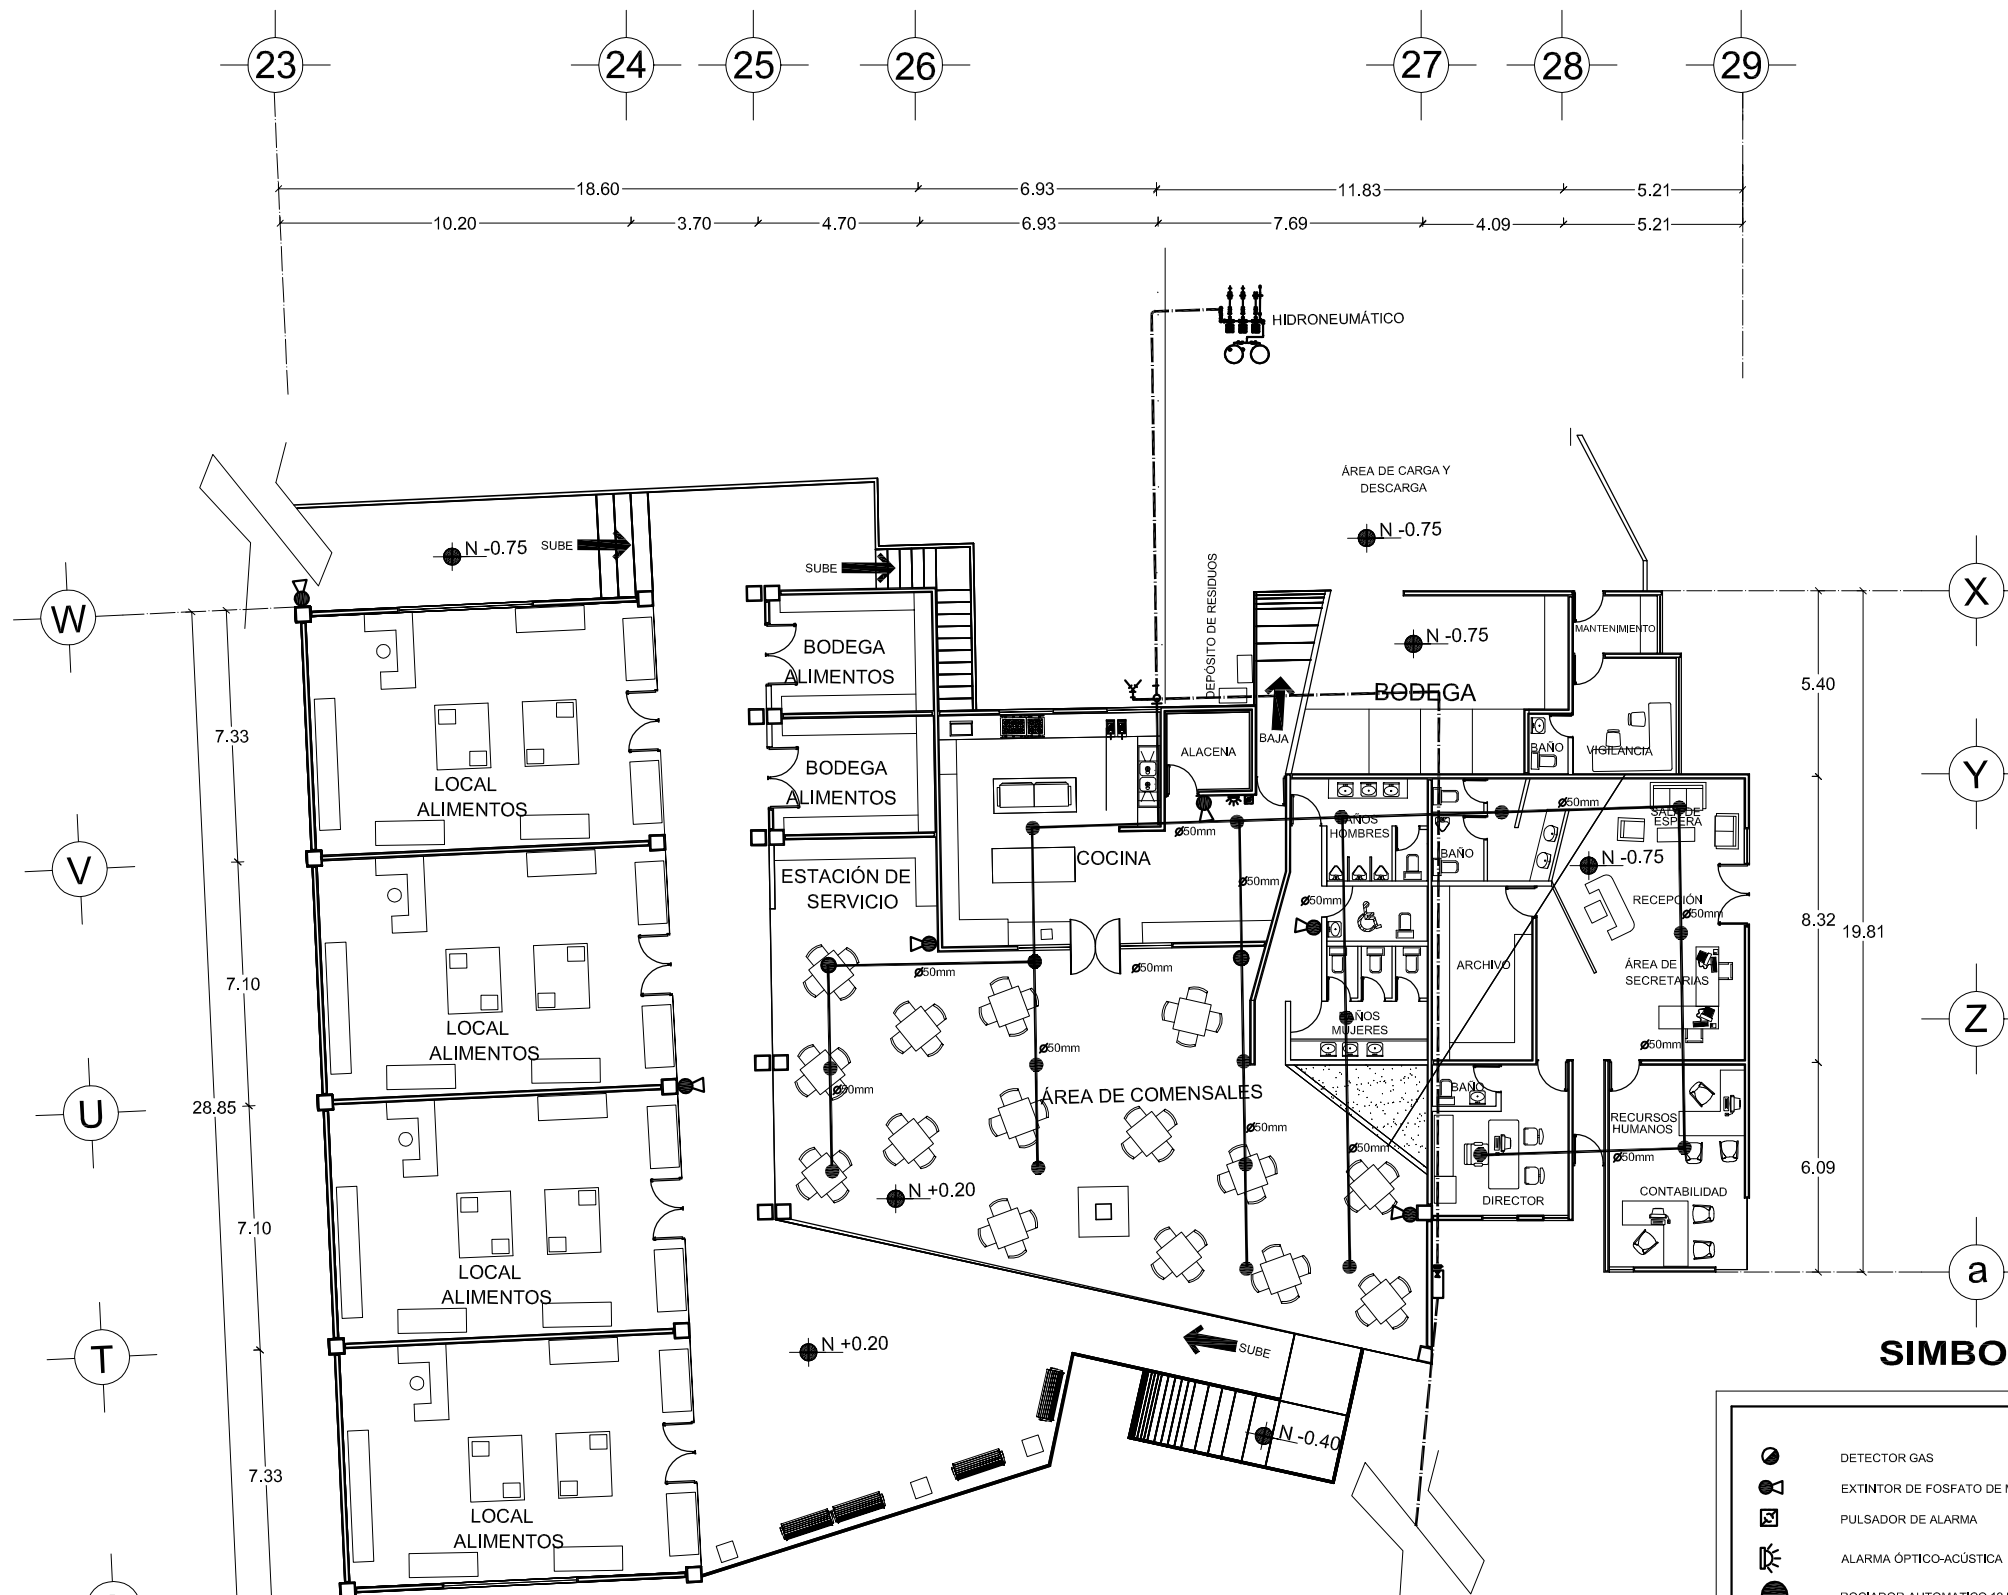 23
24
25
26
27
28
29
18.60
6.93
11.83
5.21
10.20
3.70
4.70
6.93
7.69
4.09
5.21
HIDRONEUMÁTICO
ÁREA DE CARGA Y
DESCARGA
N -0.75
N -0.75
SUBE
SUBE
DEPÓSITO DE RESIDUOS
W
X
N -0.75
MANTENIMIENTO
BODEGA
ALIMENTOS
BODEGA
5.40
7.33
BAJA
ALACENA
BAÑO
VIGILANCIA
Y
LOCAL
ALIMENTOS
BODEGA
ALIMENTOS
Ø50mm
SALA DE
ESPERA
Ø50mm
BAÑOS
HOMBRES
BAÑO
COCINA
N -0.75
V
ESTACIÓN DE
SERVICIO
Ø50mm
Ø50mm
RECEPCIÓN
Ø50mm
8.32
19.81
Ø50mm
Ø50mm
ARCHIVO
ÁREA DE
SECRETARIAS
7.10
LOCAL
ALIMENTOS
BAÑOS
MUJERES
Z
Ø50mm
Ø50mm
Ø50mm
ÁREA DE COMENSALES
BAÑO
28.85
U
RECURSOS
HUMANOS
Ø50mm
Ø50mm
Ø50mm
6.09
N +0.20
DIRECTOR
CONTABILIDAD
7.10
LOCAL
ALIMENTOS
a
N +0.20
SUBE
T
SIMBO
N -0.40
7.33
LOCAL
ALIMENTOS
DETECTOR GAS
EXTINTOR DE FOSFATO DE
PULSADOR DE ALARMA
ALARMA ÓPTICO-ACÚSTICA
ROCIADOR AUTOMATICO